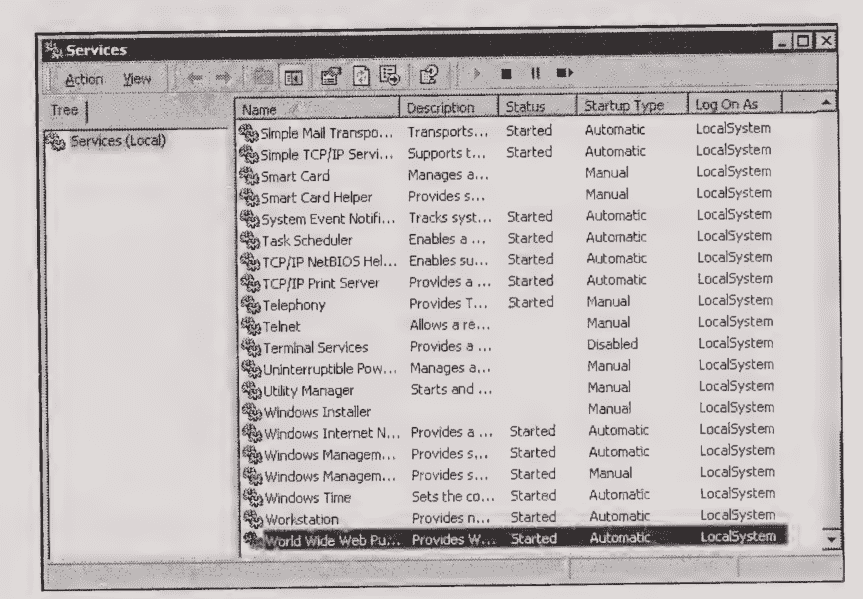 Services
Action View
Tree
Services (Local)
Name Description Status Startup Type Log On As
Simple Mail Transpo... Transports... Started Automatic LocalSystem
Simple TCP/IP Servi... Supports t... Started Automatic LocalSystem
Smart Card Manages a... Manual LocalSystem
Smart Card Helper Provides s... Manual LocalSystem
System Event Notifi... Tracks syst... Started Automatic LocalSystem
Task Scheduler Enables a ... Started Automatic LocalSystem
TCP/IP NetBIOS Hel... Enables su... Started Automatic LocalSystem
TCP/IP Print Server Provides a ... Started Automatic LocalSystem
Telephony Provides T... Started Manual LocalSystem
Telnet Allows a re... Manual LocalSystem
Terminal Services Provides a ... Disabled LocalSystem
Uninterruptible Pow... Manages a... Manual LocalSystem
Utility Manager Starts and ... Manual LocalSystem
Windows Installer Manual LocalSystem
Windows Internet N... Provides a ... Started Automatic LocalSystem
Windows Managem... Provides s... Started Automatic LocalSystem
Windows Managem... Provides s... Started Manual LocalSystem
Windows Time Sets the co... Started Automatic LocalSystem
Workstation Provides n... Started Automatic LocalSystem
World Wide Web Pu... Provides W... Started Automatic LocalSystem